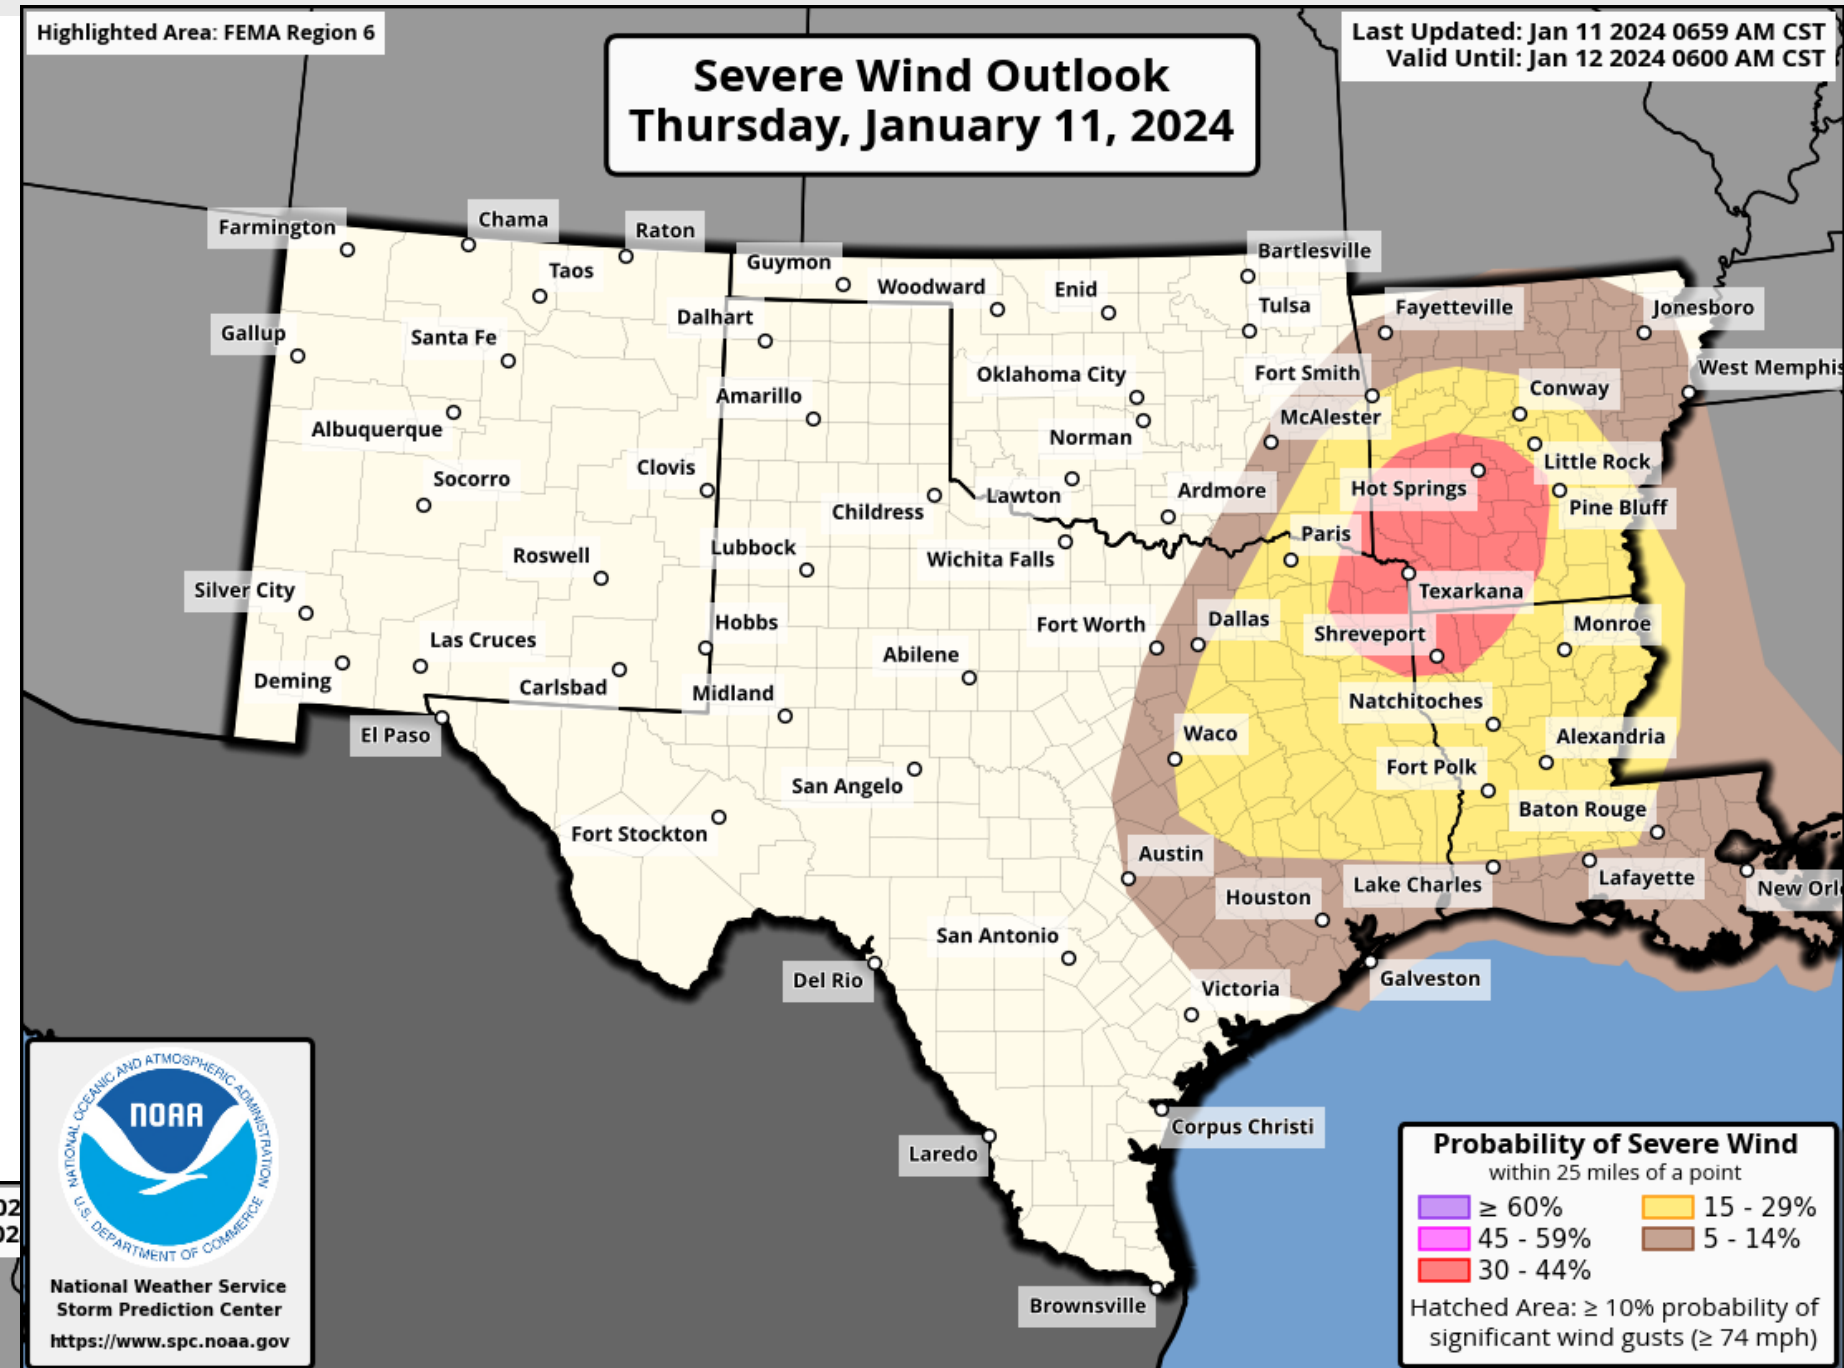 Highlighted Area: FEMA Region 6
Last Updated: Jan 11 2024 0659 AM CST
Valid Until: Jan 12 2024 0600 AM CST
Severe Wind Outlook
Thursday, January 11, 2024
Farmington
Chama
Raton
Guymon
Bartlesville
Taos
Woodward
Enid
Tulsa
Fayetteville
Jonesboro
Gallup
Santa Fe
Dalhart
Oklahoma City
Fort Smith
West Memphis
Amarillo
Conway
Albuquerque
Norman
McAlester
Clovis
Little Rock
Socorro
Childress
Lawton
Ardmore
Hot Springs
Pine Bluff
Roswell
Lubbock
Wichita Falls
Paris
Silver City
Texarkana
Las Cruces
Hobbs
Fort Worth
Dallas
Shreveport
Monroe
Deming
Carlsbad
Midland
Abilene
Natchitoches
El Paso
Waco
Alexandria
San Angelo
Fort Polk
Fort Stockton
Baton Rouge
Austin
Lake Charles
Lafayette
New Orl
Houston
San Antonio
Del Rio
Victoria
Galveston
Corpus Christi
Laredo
Brownsville
02
02
NATIONAL OCEANIC AND ATMOSPHERIC ADMINISTRATION
NOAA
U.S. DEPARTMENT OF COMMERCE
National Weather Service
Storm Prediction Center
https://www.spc.noaa.gov
Probability of Severe Wind
within 25 miles of a point
≥ 60%
15 - 29%
45 - 59%
5 - 14%
30 - 44%
Hatched Area: ≥ 10% probability of
significant wind gusts (≥ 74 mph)